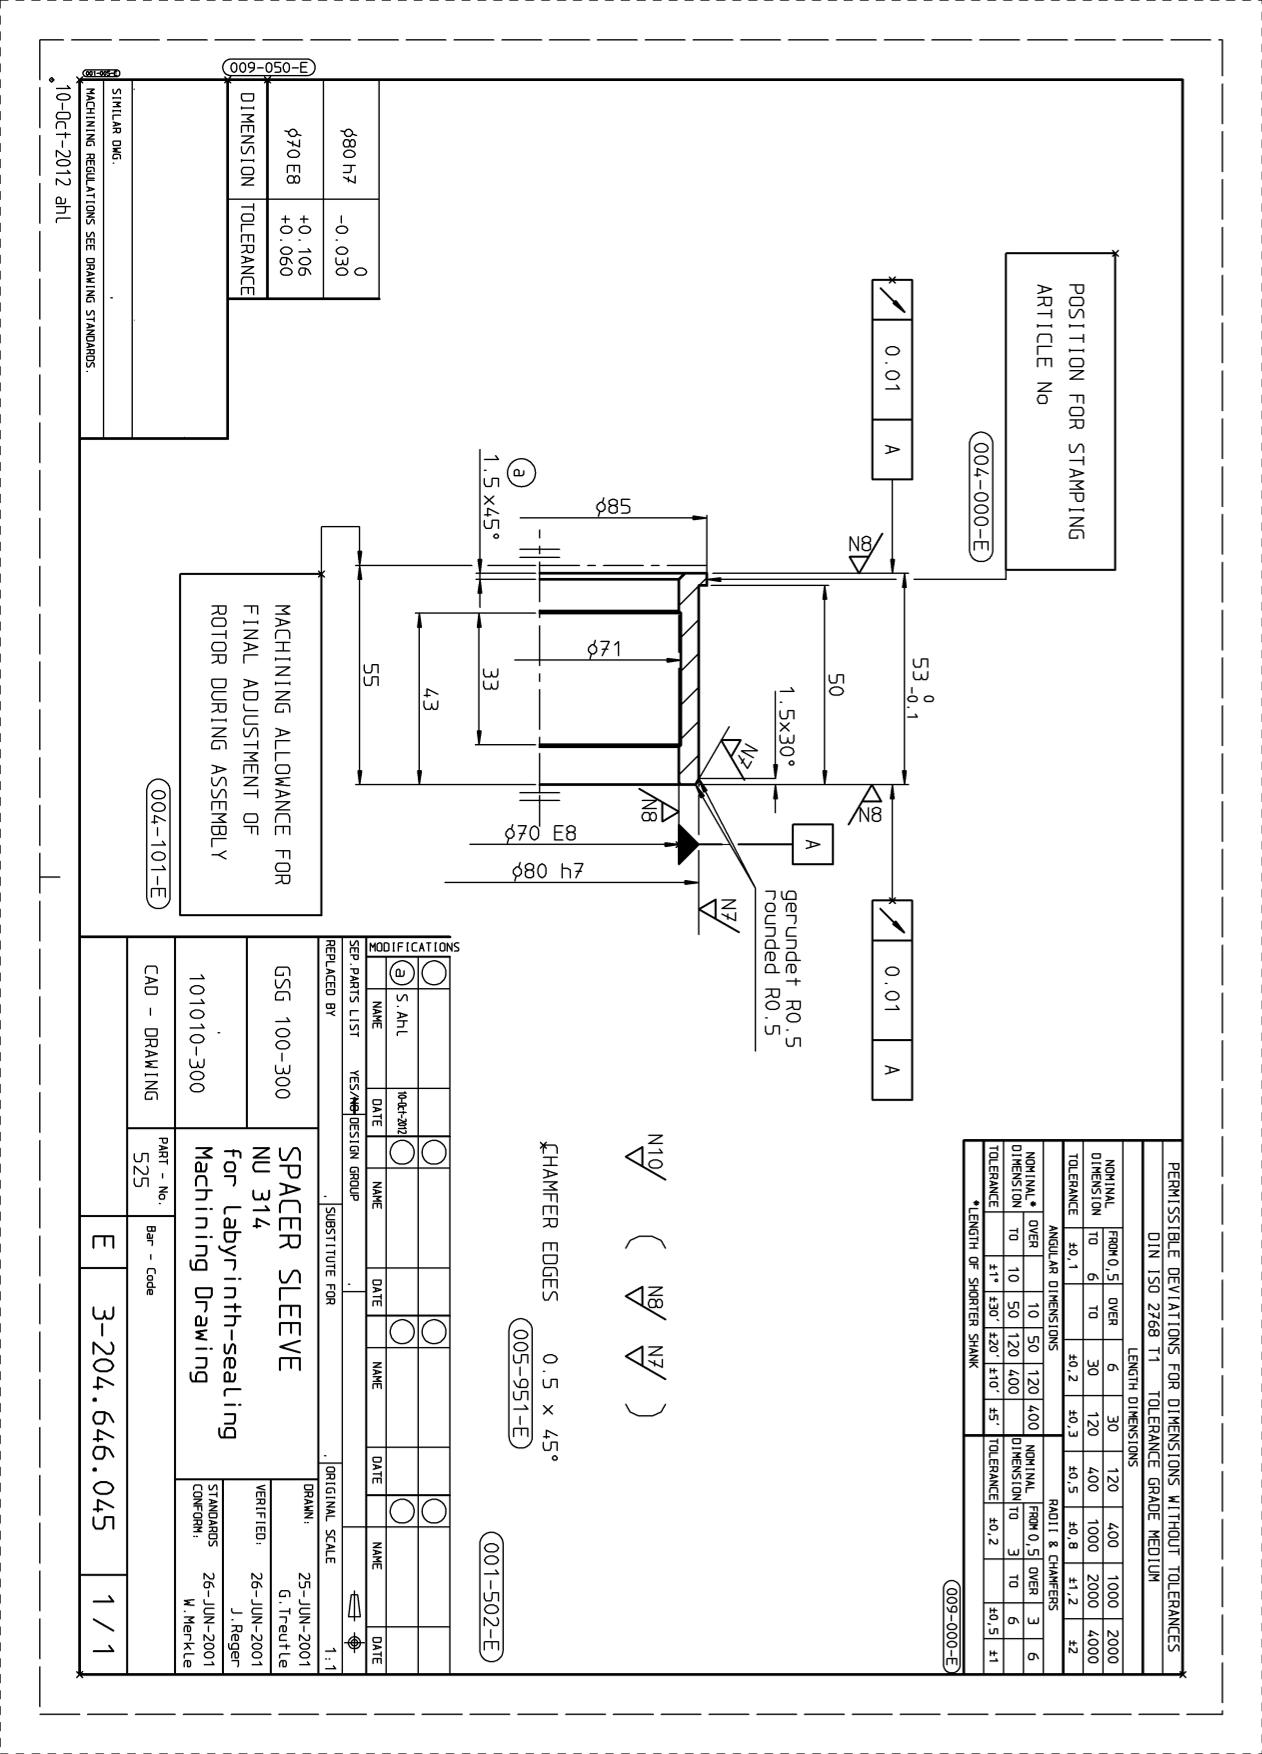 POSITION FOR STAMPING
ARTICLE No
004-000-E
0.01
A
0.01
A
N8
53 0
-0.1
N8
50
1.5x30°
N7
A
gerundet R0.5
rounded R0.5
N7
φ85
φ71
N8
φ70 E8
φ80 h7
a
1.5x45°
33
43
55
MACHINING ALLOWANCE FOR
FINAL ADJUSTMENT OF
ROTOR DURING ASSEMBLY
004-101-E
PERMISSIBLE DEVIATIONS FOR DIMENSIONS WITHOUT TOLERANCES
DIN ISO 2768 T1 TOLERANCE GRADE MEDIUM
LENGTH DIMENSIONS
NOMINAL FROM 0,5 OVER 6 30 120 400 1000 2000
DIMENSION TO 6 TO 30 120 400 1000 2000 4000
TOLERANCE ±0,1 ±0,2 ±0,3 ±0,5 ±0,8 ±1,2 ±2
ANGULAR DIMENSIONS
NOMINAL* OVER 10 50 120 400
DIMENSION TO 10 50 120 400
TOLERANCE ±1° ±30' ±20' ±10' ±5'
*LENGTH OF SHORTER SHANK
RADII & CHAMFERS
NOMINAL FROM 0,5 OVER 3 6
DIMENSION TO 3 TO 6
TOLERANCE ±0,2 ±0,5 ±1
009-000-E
N10 ( N8 N7 )
CHAMFER EDGES 0.5 x 45°
005-951-E
001-502-E
φ80 h7 0
-0.030
φ70 E8 +0.106
+0.060
DIMENSION TOLERANCE
009-050-E
SIMILAR DWG.
MACHINING REGULATIONS SEE DRAWING STANDARDS.
001-005-E
10-Oct-2012 ahl
MODIFICATIONS
a S.Ahl 10-Oct-2012
NAME DATE NAME DATE NAME DATE NAME DATE
SEP.PARTS LIST YES/NO DESIGN GROUP
REPLACED BY SUBSTITUTE FOR ORIGINAL SCALE 1:1
GSG 100-300
101010-300
CAD - DRAWING
SPACER SLEEVE
NU 314
for labyrinth-sealing
Machining Drawing
DRAWN: 25-JUN-2001
G.Treutle
VERIFIED: 26-JUN-2001
J.Reger
STANDARDS
CONFORM: 26-JUN-2001
W.Merkle
PART - No.
525
Bar - Code
E 3-204.646.045 1/1